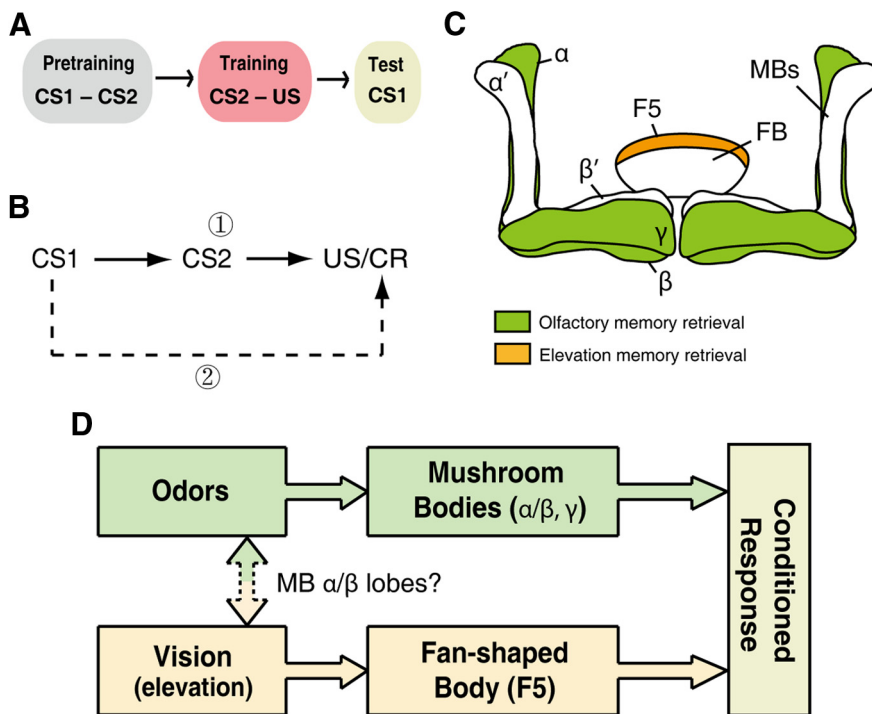 A
Pretraining
CS1 – CS2
Training
CS2 – US
Test
CS1
B
①
CS1
CS2
US/CR
②
C
α
α′
MBs
F5
FB
β′
γ
β
Olfactory memory retrieval
Elevation memory retrieval
D
Odors
Mushroom
Bodies (α/β, γ)
MB α/β lobes?
Vision
(elevation)
Fan-shaped
Body (F5)
Conditioned
Response